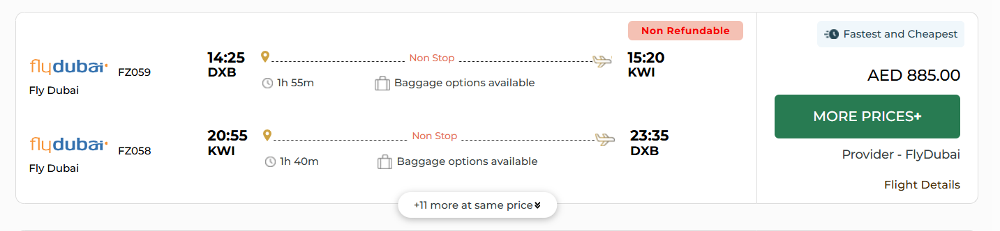 Non Refundable
Fastest and Cheapest
flydubai FZ059
Fly Dubai
14:25
DXB
Non Stop
1h 55m
Baggage options available
15:20
KWI
AED 885.00
MORE PRICES+
flydubai FZ058
Fly Dubai
20:55
KWI
Non Stop
1h 40m
Baggage options available
23:35
DXB
Provider - FlyDubai
Flight Details
+11 more at same price